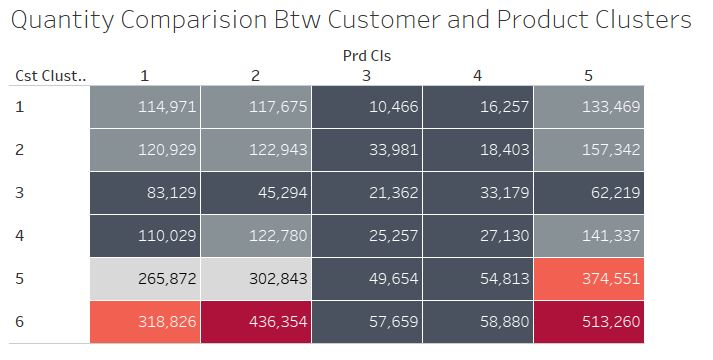 Quantity Comparision Btw Customer and Product Clusters
Prd Cls
Cst Clust.. 1 2 3 4 5
1 114,971 117,675 10,466 16,257 133,469
2 120,929 122,943 33,981 18,403 157,342
3 83,129 45,294 21,362 33,179 62,219
4 110,029 122,780 25,257 27,130 141,337
5 265,872 302,843 49,654 54,813 374,551
6 318,826 436,354 57,659 58,880 513,260